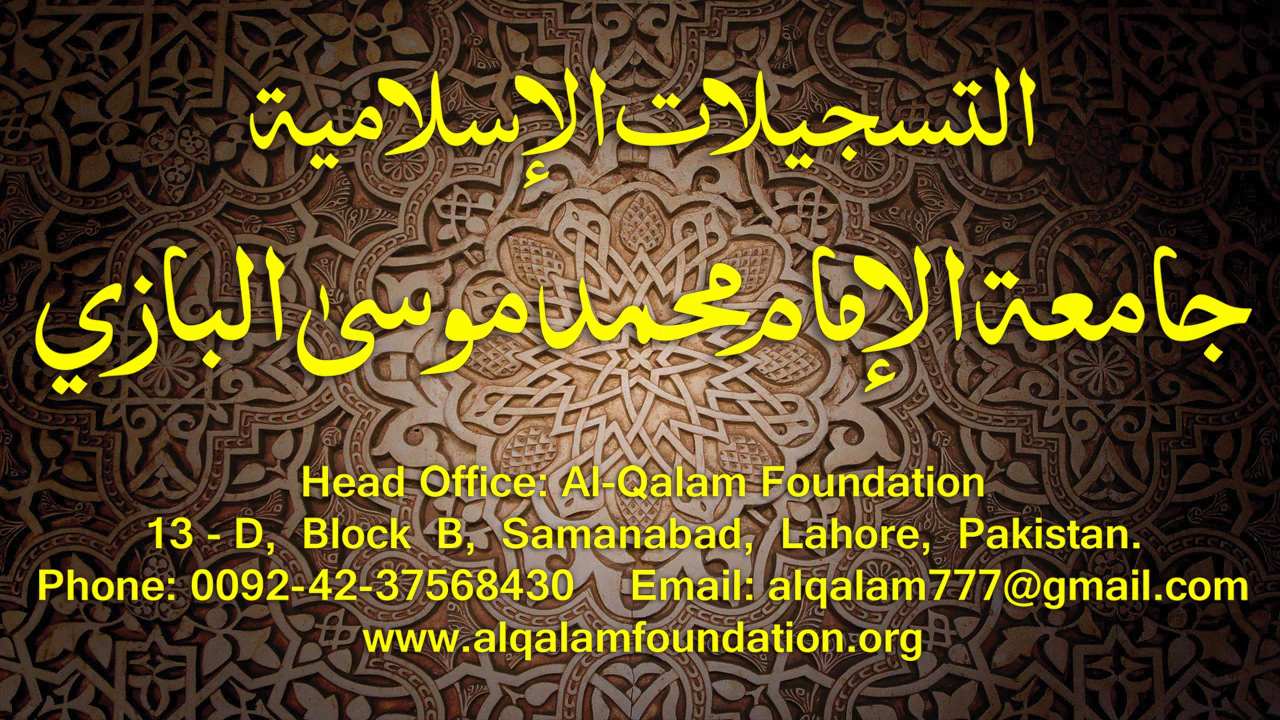 التسجيلات الإسلامية
جامعة الإمام محمد موسى البازي
Head Office: Al-Qalam Foundation
13 - D, Block B, Samanabad, Lahore, Pakistan.
Phone: 0092-42-37568430 Email: alqalam777@gmail.com
www.alqalamfoundation.org